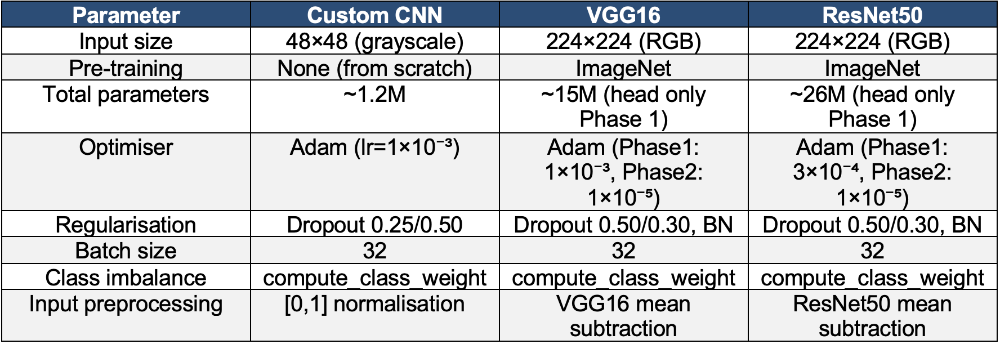 Parameter Custom CNN VGG16 ResNet50
Input size 48×48 (grayscale) 224×224 (RGB) 224×224 (RGB)
Pre-training None (from scratch) ImageNet ImageNet
Total parameters ~1.2M ~15M (head only ~26M (head only
Phase 1) Phase 1)
Optimiser Adam (lr=1×10⁻³) Adam (Phase1: Adam (Phase1:
1×10⁻³, Phase2: 3×10⁻⁴, Phase2:
1×10⁻⁵) 1×10⁻⁵)
Regularisation Dropout 0.25/0.50 Dropout 0.50/0.30, BN Dropout 0.50/0.30, BN
Batch size 32 32 32
Class imbalance compute_class_weight compute_class_weight compute_class_weight
Input preprocessing [0,1] normalisation VGG16 mean ResNet50 mean
subtraction subtraction